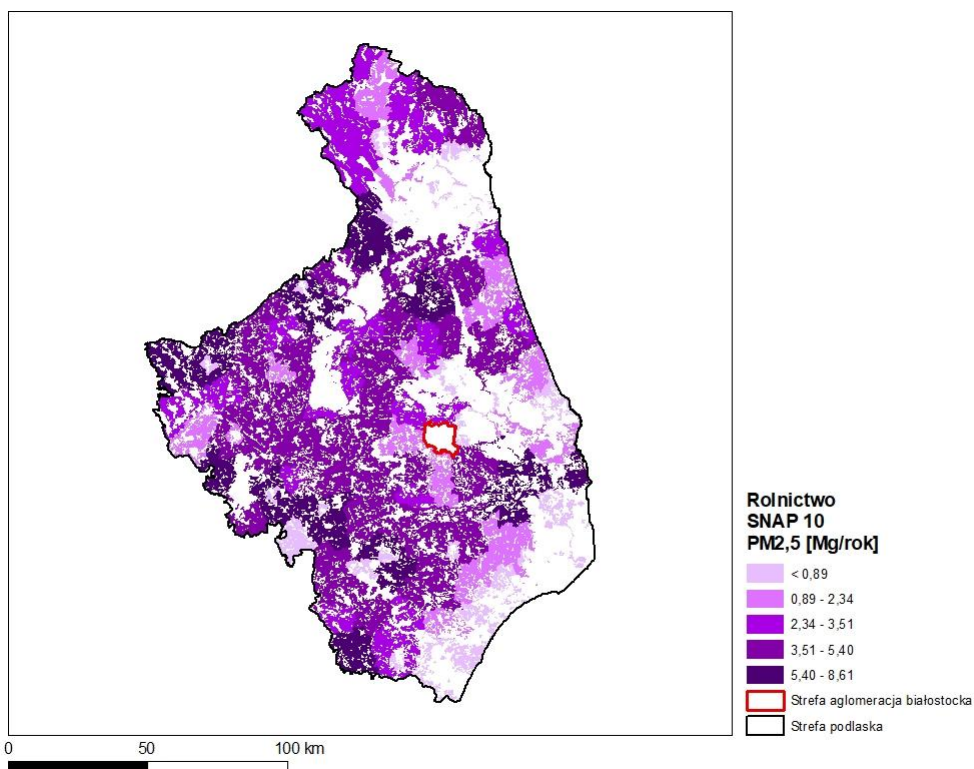 Rolnictwo
SNAP 10
PM2,5 [Mg/rok]
< 0,89
0,89 - 2,34
2,34 - 3,51
3,51 - 5,40
5,40 - 8,61
Strefa aglomeracja białostocka
Strefa podlaska
0 50 100 km